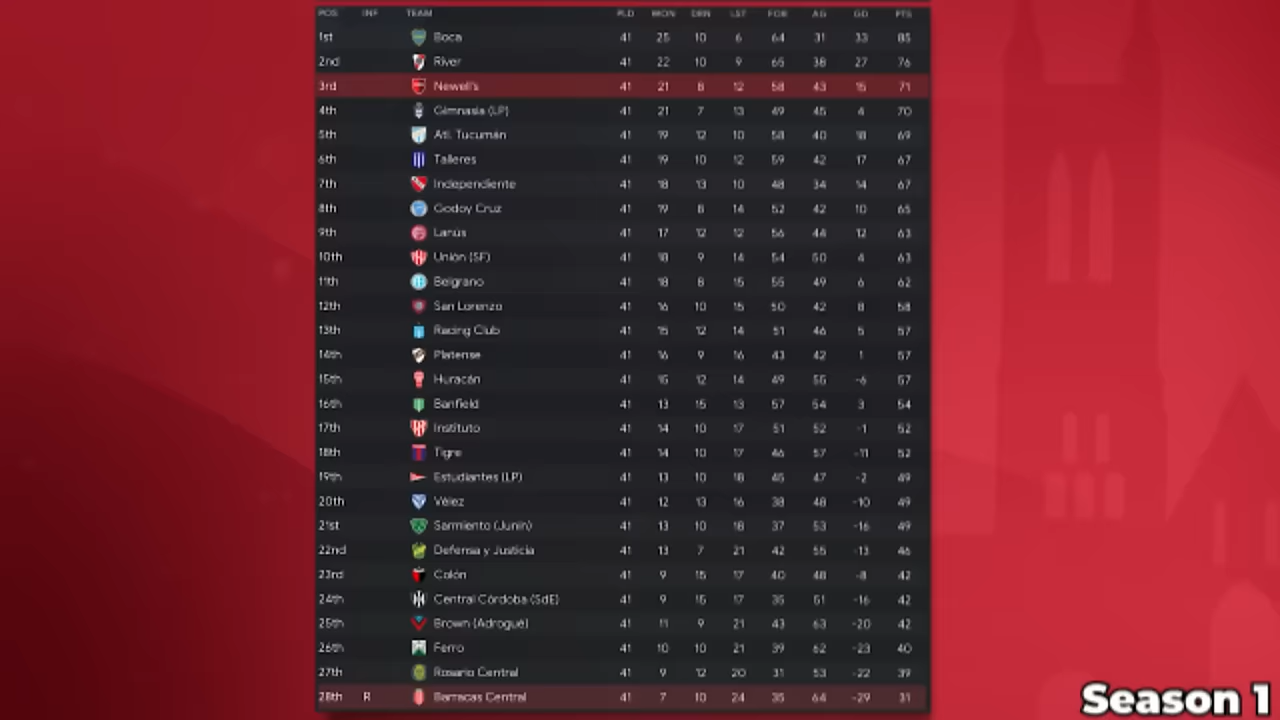 POS INF TEAM PLD WON DRN LST FOR AG GD PTS
1st Boca 41 25 10 6 64 31 33 85
2nd River 41 22 10 9 65 38 27 76
3rd Newell's 41 21 8 12 58 43 15 71
4th Gimnasia (LP) 41 21 7 13 49 45 4 70
5th Atl. Tucumán 41 19 12 10 58 40 18 69
6th Talleres 41 19 10 12 59 42 17 67
7th Independiente 41 18 13 10 48 34 14 67
8th Godoy Cruz 41 19 8 14 52 42 10 65
9th Lanús 41 17 12 12 56 44 12 63
10th Unión (SF) 41 18 9 14 54 50 4 63
11th Belgrano 41 18 8 15 55 49 6 62
12th San Lorenzo 41 16 10 15 50 42 8 58
13th Racing Club 41 15 12 14 51 46 5 57
14th Platense 41 16 9 16 43 42 1 57
15th Huracán 41 15 12 14 49 55 -6 57
16th Banfield 41 13 15 13 57 54 3 54
17th Instituto 41 14 10 17 51 52 -1 52
18th Tigre 41 14 10 17 46 57 -11 52
19th Estudiantes (LP) 41 13 10 18 45 47 -2 49
20th Vélez 41 12 13 16 38 48 -10 49
21st Sarmiento (Junín) 41 13 10 18 37 53 -16 49
22nd Defensa y Justicia 41 13 7 21 42 55 -13 46
23rd Colón 41 9 15 17 40 48 -8 42
24th Central Córdoba (SdE) 41 9 15 17 35 51 -16 42
25th Brown (Adrogué) 41 11 9 21 43 63 -20 42
26th Ferro 41 10 10 21 39 62 -23 40
27th Rosario Central 41 9 12 20 31 53 -22 39
28th R Barracas Central 41 7 10 24 35 64 -29 31
Season 1